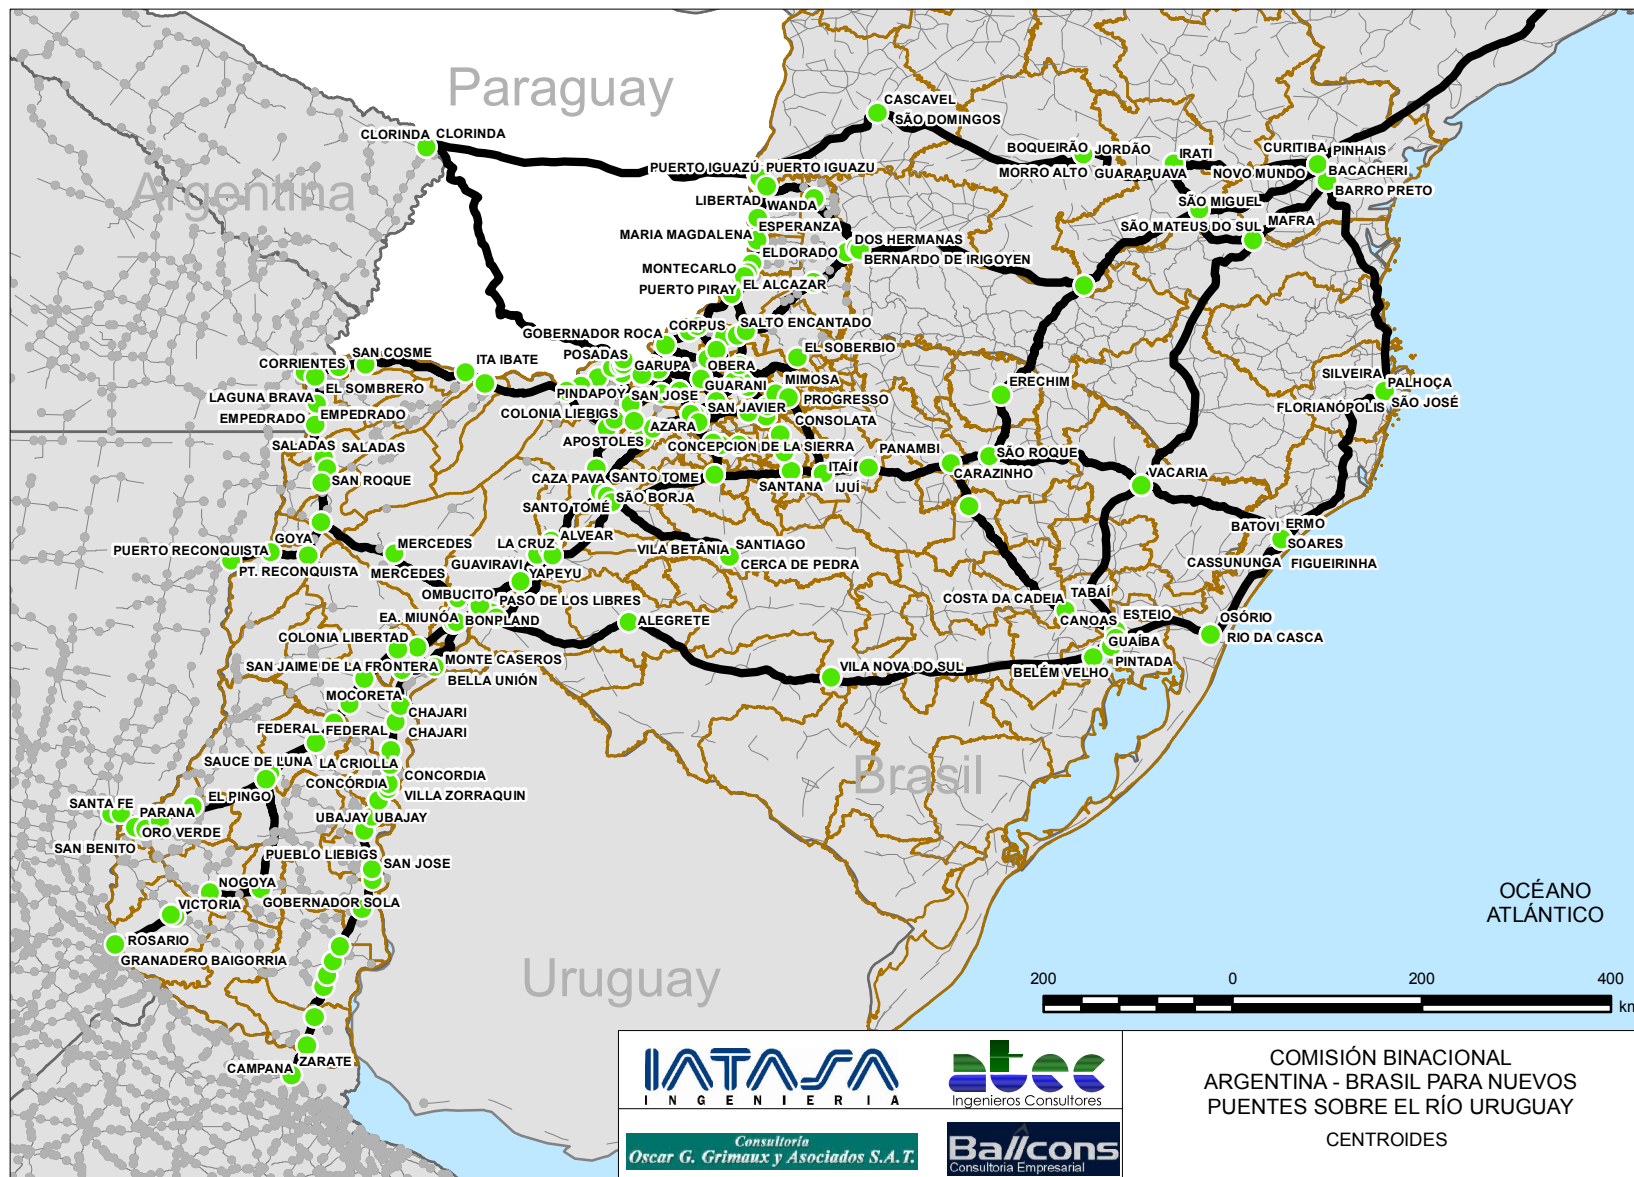 Paraguay
CASCAVEL
SÃO DOMINGOS
CLORINDA
CLORINDA
BOQUEIRÃO
JORDÃO
IRATI
CURITIBA
PINHAIS
PUERTO IGUAZÚ
PUERTO IGUAZU
MORRO ALTO
GUARAPUAVA
NOVO MUNDO
BACACHERI
BARRO PRETO
Argentina
LIBERTAD
WANDA
SÃO MIGUEL
ESPERANZA
SÃO MATEUS DO SUL
MAFRA
MARIA MAGDALENA
DOS HERMANAS
ELDORADO
BERNARDO DE IRIGOYEN
MONTECARLO
EL ALCAZAR
PUERTO PIRAY
GOBERNADOR ROCA
CORPUS
SALTO ENCANTADO
SAN COSME
ITA IBATE
POSADAS
EL SOBERBIO
CORRIENTES
GARUPA
OBERA
SILVEIRA
EL SOMBRERO
GUARANI
MIMOSA
ERECHIM
PALHOÇA
LAGUNA BRAVA
PINDAPOY
SAN JOSE
PROGRESSO
SÃO JOSÉ
FLORIANÓPOLIS
EMPEDRADO
EMPEDRADO
COLONIA LIEBIGS
SAN JAVIER
CONSOLATA
AZARA
SALADAS
SALADAS
APOSTOLES
CONCEPCION DE LA SIERRA
PANAMBI
SÃO ROQUE
ITAÍ
CARAZINHO
VACARIA
SAN ROQUE
CAZA PAVA
SANTO TOME
SANTANA
IJUÍ
SÃO BORJA
SANTO TOMÉ
BATOVI
ERMO
GOYA
ALVEAR
SOARES
PUERTO RECONQUISTA
MERCEDES
LA CRUZ
VILA BETÂNIA
SANTIAGO
PT. RECONQUISTA
GUAVIRAVI
CERCA DE PEDRA
CASSUNUNGA
FIGUEIRINHA
MERCEDES
YAPEYU
OMBUCITO
PASO DE LOS LIBRES
COSTA DA CADEIA
TABAÍ
EA. MIUNÓA
BONPLAND
ALEGRETE
CANOAS
ESTEIO
OSÓRIO
COLONIA LIBERTAD
GUAÍBA
RIO DA CASCA
SAN JAIME DE LA FRONTERA
MONTE CASEROS
VILA NOVA DO SUL
BELÉM VELHO
PINTADA
BELLA UNIÓN
MOCORETA
CHAJARI
FEDERAL
FEDERAL
CHAJARI
SAUCE DE LUNA
LA CRIOLLA
CONCORDIA
Brasil
CONCÓRDIA
VILLA ZORRAQUIN
SANTA FE
EL PINGO
PARANA
UBAJAY
UBAJAY
ORO VERDE
SAN BENITO
PUEBLO LIEBIGS
SAN JOSE
NOGOYA
VICTORIA
GOBERNADOR SOLA
OCÉANO
ATLÁNTICO
ROSARIO
GRANADERO BAIGORRIA
Uruguay
200 0 200 400
km
ZARATE
CAMPANA
IATASA
INGENIERIA
atec
Ingenieros Consultores
Consultoria
Oscar G. Grimaux y Asociados S.A.T.
Ballcons
Consultoria Empresarial
COMISIÓN BINACIONAL
ARGENTINA - BRASIL PARA NUEVOS
PUENTES SOBRE EL RÍO URUGUAY
CENTROIDES